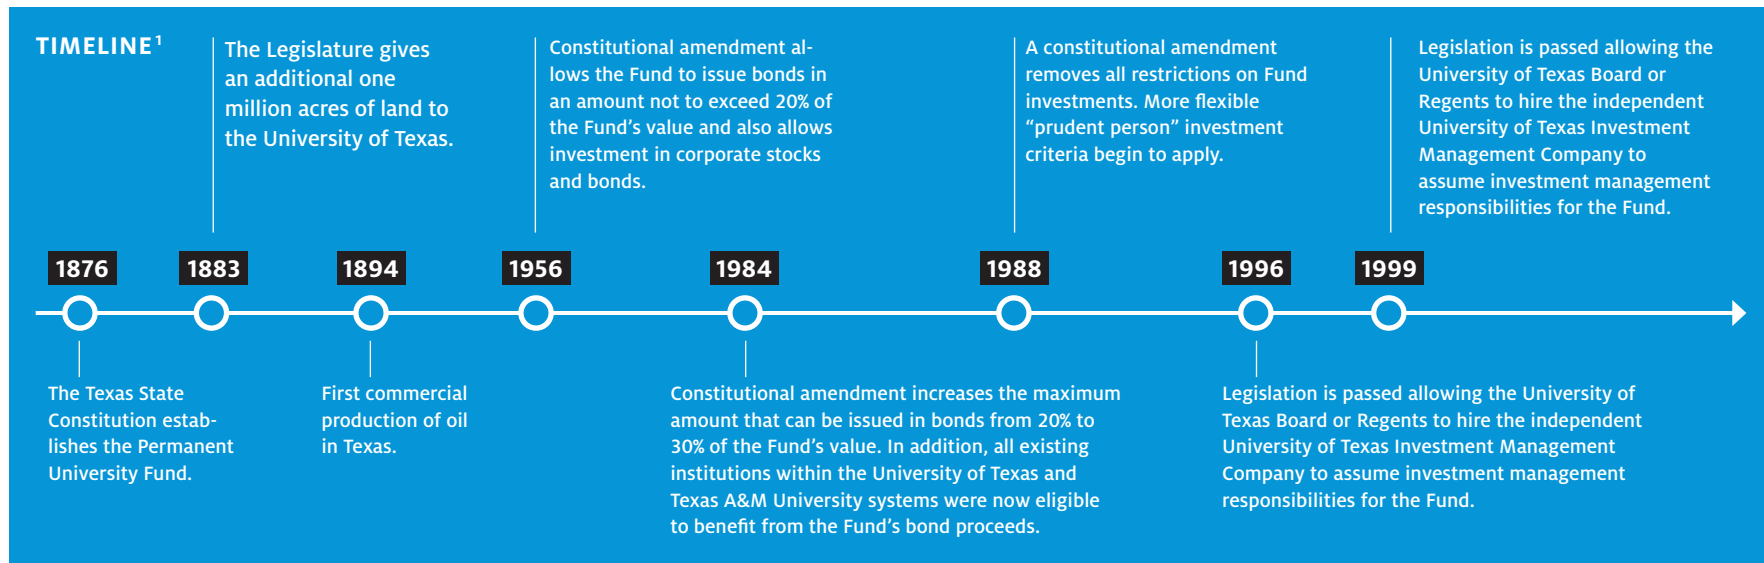 TIMELINE¹
The Legislature gives
an additional one
million acres of land to
the University of Texas.
Constitutional amendment al-
lows the Fund to issue bonds in
an amount not to exceed 20% of
the Fund’s value and also allows
investment in corporate stocks
and bonds.
A constitutional amendment
removes all restrictions on Fund
investments. More flexible
“prudent person” investment
criteria begin to apply.
Legislation is passed allowing the
University of Texas Board or
Regents to hire the independent
University of Texas Investment
Management Company to
assume investment management
responsibilities for the Fund.
1876
1883
1894
1956
1984
1988
1996
1999
The Texas State
Constitution estab-
lishes the Permanent
University Fund.
First commercial
production of oil
in Texas.
Constitutional amendment increases the maximum
amount that can be issued in bonds from 20% to
30% of the Fund’s value. In addition, all existing
institutions within the University of Texas and
Texas A&M University systems were now eligible
to benefit from the Fund’s bond proceeds.
Legislation is passed allowing the University of
Texas Board or Regents to hire the independent
University of Texas Investment Management
Company to assume investment management
responsibilities for the Fund.